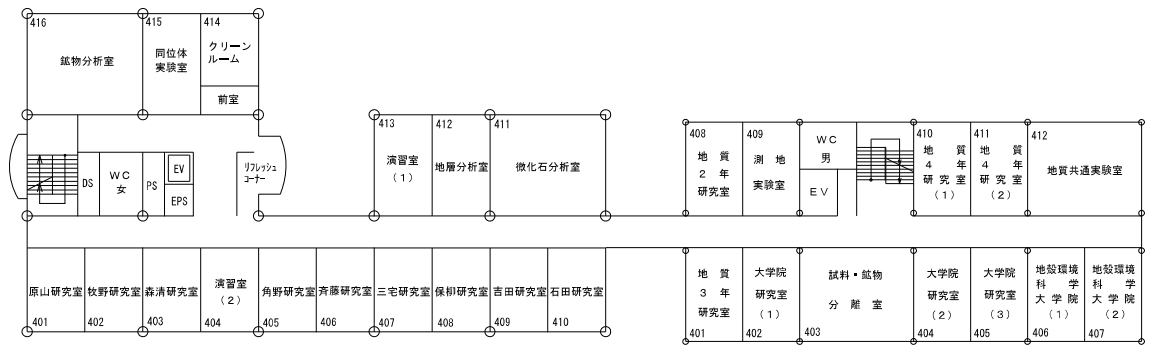 416
鉱物分析室
415
同位体
実験室
414
クリーン
ルーム
前室
413
演習室
(1)
412
地層分析室
411
微化石分析室
DS
WC
女
PS
EV
EPS
リフレッシュ
コーナー
原山研究室
401
牧野研究室
402
森清研究室
403
演習室
(2)
404
角野研究室
405
斉藤研究室
406
三宅研究室
407
保柳研究室
408
吉田研究室
409
石田研究室
410
408
地質
2年
研究室
409
測地
実験室
WC
男
EV
410
地質
4年
研究室
(1)
411
地質
4年
研究室
(2)
412
地質共通実験室
地質
3年
研究室
401
大学院
研究室
(1)
402
試料・鉱物
分離室
403
大学院
研究室
(2)
404
大学院
研究室
(3)
405
地殻環境
科学
大学院
(1)
406
地殻環境
科学
大学院
(2)
407